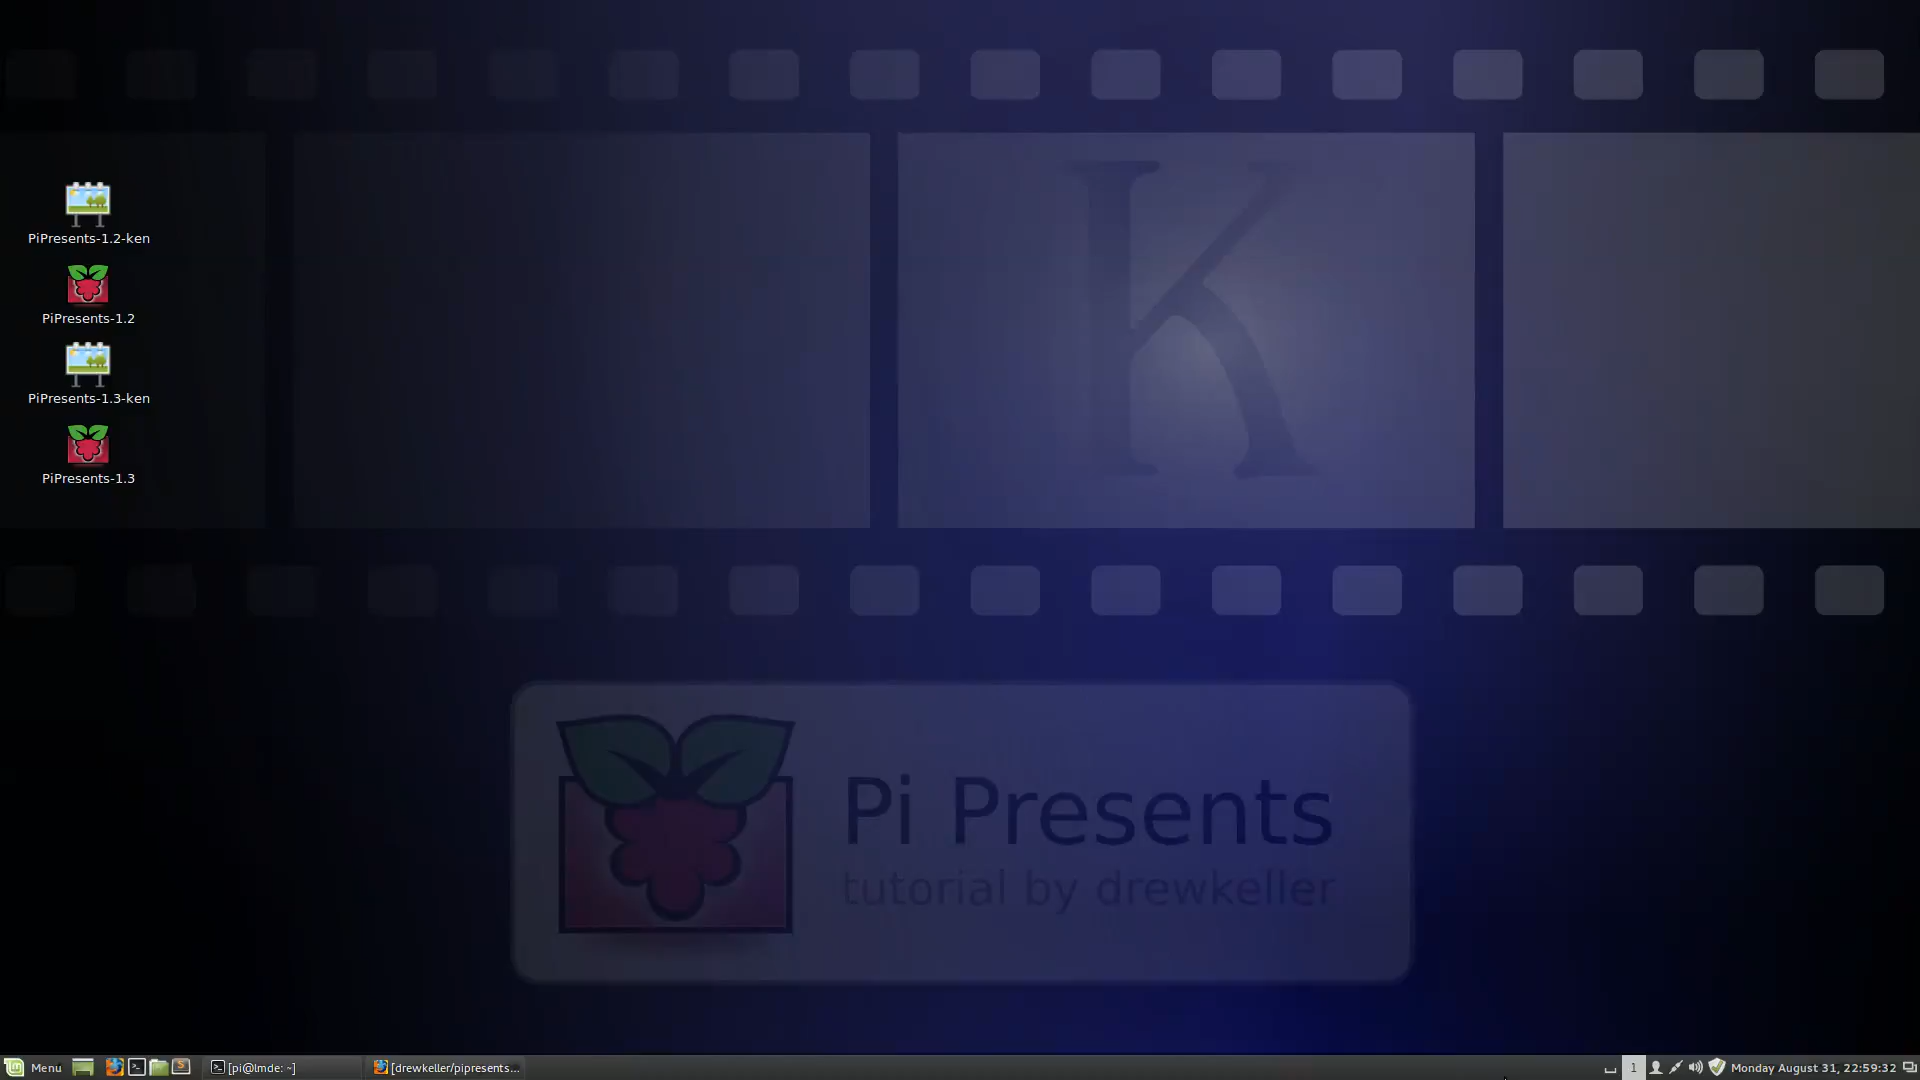 K
PiPresents-1.2-ken
PiPresents-1.2
PiPresents-1.3-ken
PiPresents-1.3
Pi Presents
tutorial by drewkeller
Menu
S
[pi@lmde: ~]
[drewkeller/pipresents...
1
Monday August 31, 22:59:32